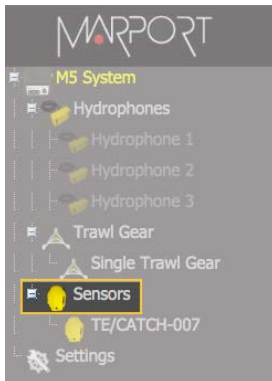 MARPORT
M5 System
Hydrophones
Hydrophone 1
Hydrophone 2
Hydrophone 3
Trawl Gear
Single Trawl Gear
Sensors
TE/CATCH-007
Settings